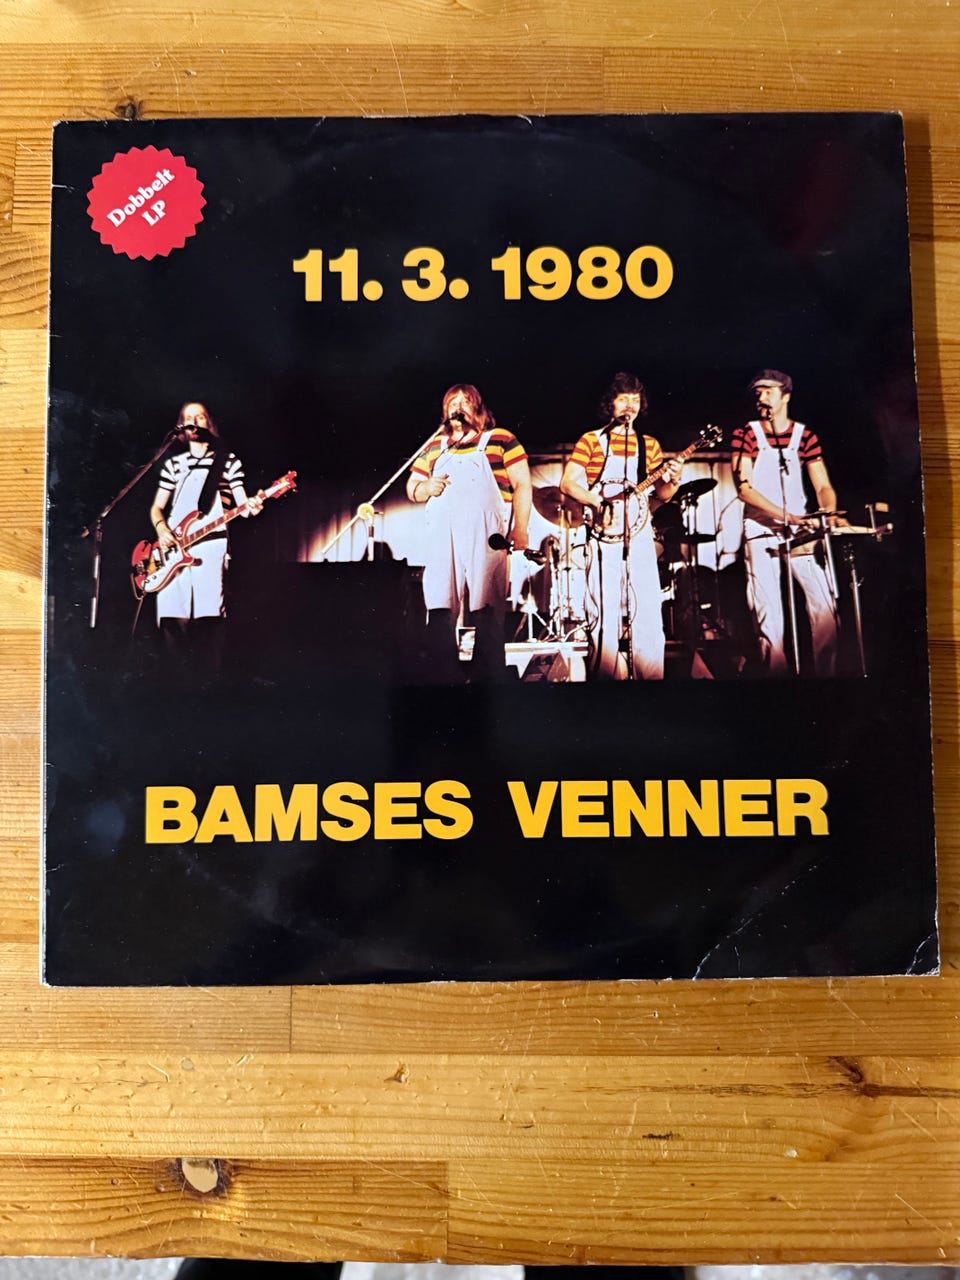 Dobbelt
LP
11. 3. 1980
BAMSES VENNER